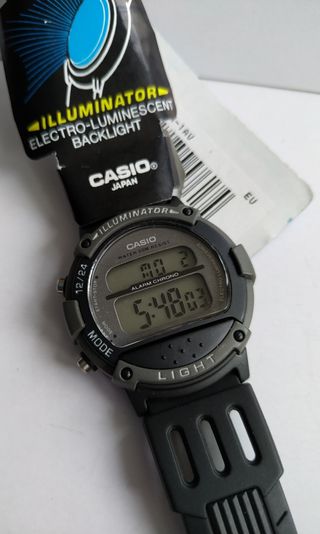 ILLUMINATOR
ELECTRO-LUMINESCENT
BACKLIGHT
CASIO®
JAPAN
EU
ILLUMINATOR
CASIO
WATER 50M RESIST
MO 2
ALARM CHRONO
5:48 03
12/24
MODE
LIGHT